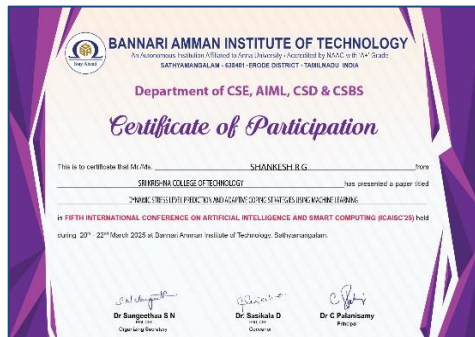 BANNARI AMMAN INSTITUTE OF TECHNOLOGY
An Autonomous Institution Affiliated to Anna University - Accredited by NAAC with 'A+' Grade
SATHYAMANGALAM - 638401 - ERODE DISTRICT - TAMILNADU INDIA
Stay Ahead
Department of CSE, AIML, CSD & CSBS
Certificate of Participation
This is to certificate that Mr./Ms. SHANKESH R G from
SRI KRISHNA COLLEGE OF TECHNOLOGY has presented a paper titled
DYNAMIC STRESS LEVEL PREDICTION AND ADAPTIVE COPING STRATEGIES USING MACHINE LEARNING
in FIFTH INTERNATIONAL CONFERENCE ON ARTIFICIAL INTELLIGENCE AND SMART COMPUTING (ICAISC'25) held
during 20th - 22nd March 2025 at Bannari Amman Institute of Technology, Sathyamangalam.
Dr Sangeethaa S N
Organizing Secretary
Dr. Sasikala D
Convenor
Dr C Palanisamy
Principal